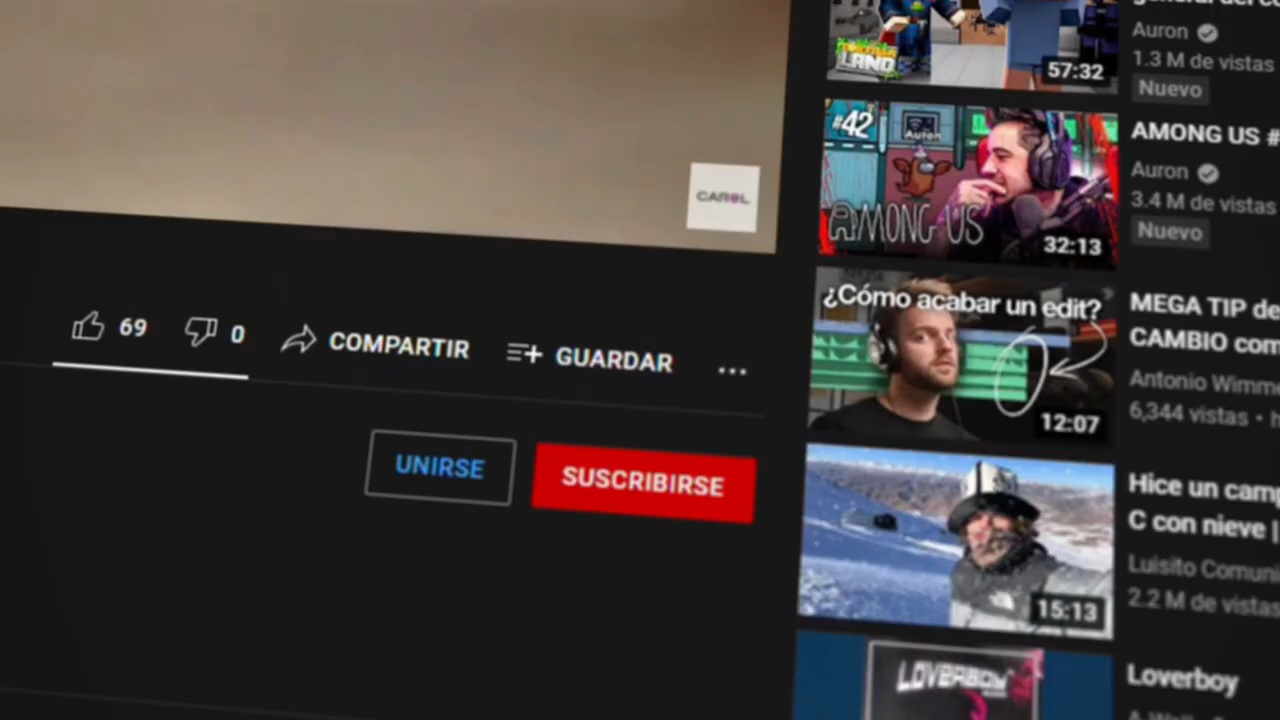 CAROL
69
0
COMPARTIR
GUARDAR
UNIRSE
SUSCRIBIRSE
LAND
57:32
Auron
1.3 M de vistas
Nuevo
#42
Auron
AMONG US
32:13
AMONG US #
Auron
3.4 M de vistas
Nuevo
¿Cómo acabar un edit?
12:07
MEGA TIP de
CAMBIO com
Antonio Wimm
6,344 vistas • h
15:13
Hice un camp
C con nieve |
Luisito Comuni
2.2 M de vistas
LOVERBOY
Loverboy